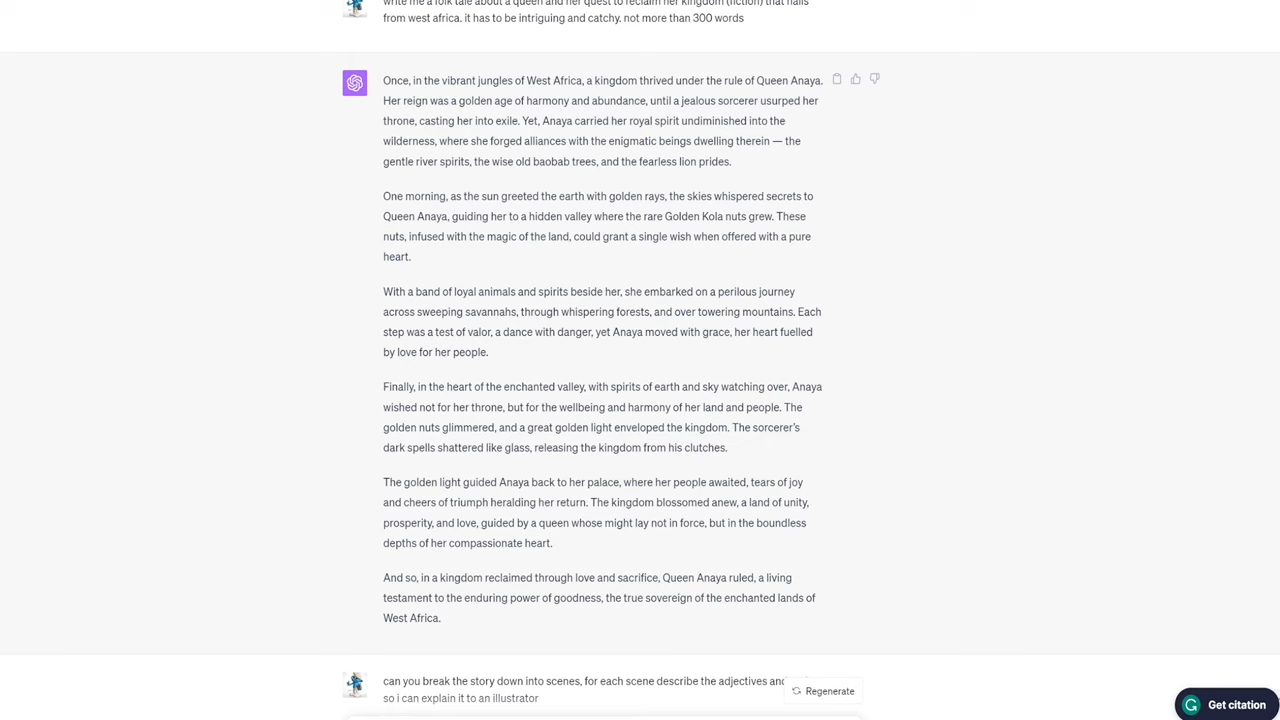 write me a folk tale about a queen and her quest to reclaim her kingdom (fiction) that hails
from west africa. it has to be intriguing and catchy. not more than 300 words
Once, in the vibrant jungles of West Africa, a kingdom thrived under the rule of Queen Anaya.
Her reign was a golden age of harmony and abundance, until a jealous sorcerer usurped her
throne, casting her into exile. Yet, Anaya carried her royal spirit undiminished into the
wilderness, where she forged alliances with the enigmatic beings dwelling therein — the
gentle river spirits, the wise old baobab trees, and the fearless lion prides.
One morning, as the sun greeted the earth with golden rays, the skies whispered secrets to
Queen Anaya, guiding her to a hidden valley where the rare Golden Kola nuts grew. These
nuts, infused with the magic of the land, could grant a single wish when offered with a pure
heart.
With a band of loyal animals and spirits beside her, she embarked on a perilous journey
across sweeping savannahs, through whispering forests, and over towering mountains. Each
step was a test of valor, a dance with danger, yet Anaya moved with grace, her heart fuelled
by love for her people.
Finally, in the heart of the enchanted valley, with spirits of earth and sky watching over, Anaya
wished not for her throne, but for the wellbeing and harmony of her land and people. The
golden nuts glimmered, and a great golden light enveloped the kingdom. The sorcerer's
dark spells shattered like glass, releasing the kingdom from his clutches.
The golden light guided Anaya back to her palace, where her people awaited, tears of joy
and cheers of triumph heralding her return. The kingdom blossomed anew, a land of unity,
prosperity, and love, guided by a queen whose might lay not in force, but in the boundless
depths of her compassionate heart.
And so, in a kingdom reclaimed through love and sacrifice, Queen Anaya ruled, a living
testament to the enduring power of goodness, the true sovereign of the enchanted lands of
West Africa.
can you break the story down into scenes, for each scene describe the adjectives and
so i can explain it to an illustrator
Regenerate
Get citation